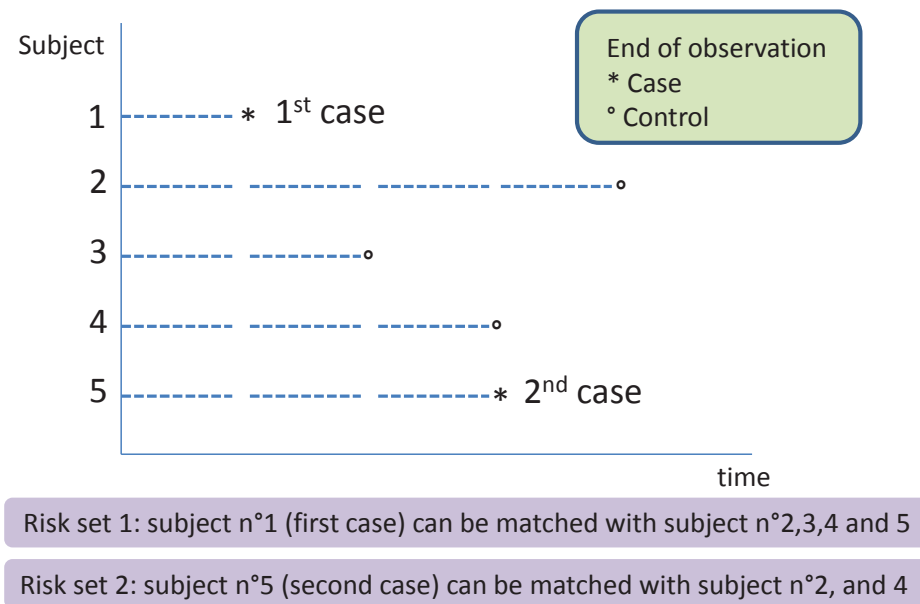 Subject
End of observation
* Case
° Control
1 * 1st case
2 °
3 °
4 °
5 * 2nd case
time
Risk set 1: subject n°1 (first case) can be matched with subject n°2,3,4 and 5
Risk set 2: subject n°5 (second case) can be matched with subject n°2, and 4